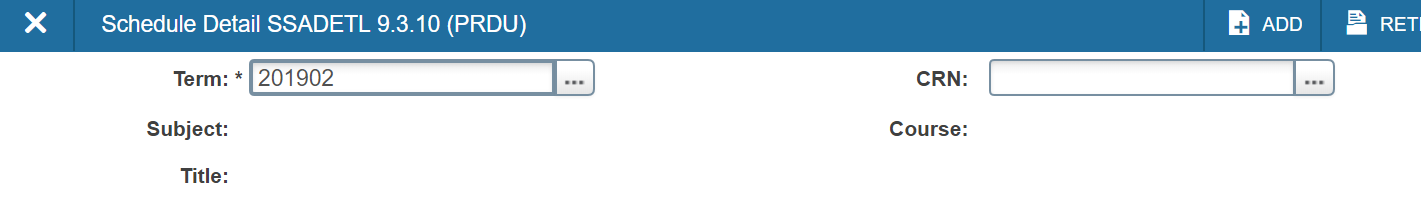 Schedule Detail SSADETL 9.3.10 (PRDU) ADD
Term: * 201902 ... CRN: ...
Subject: Course:
Title: